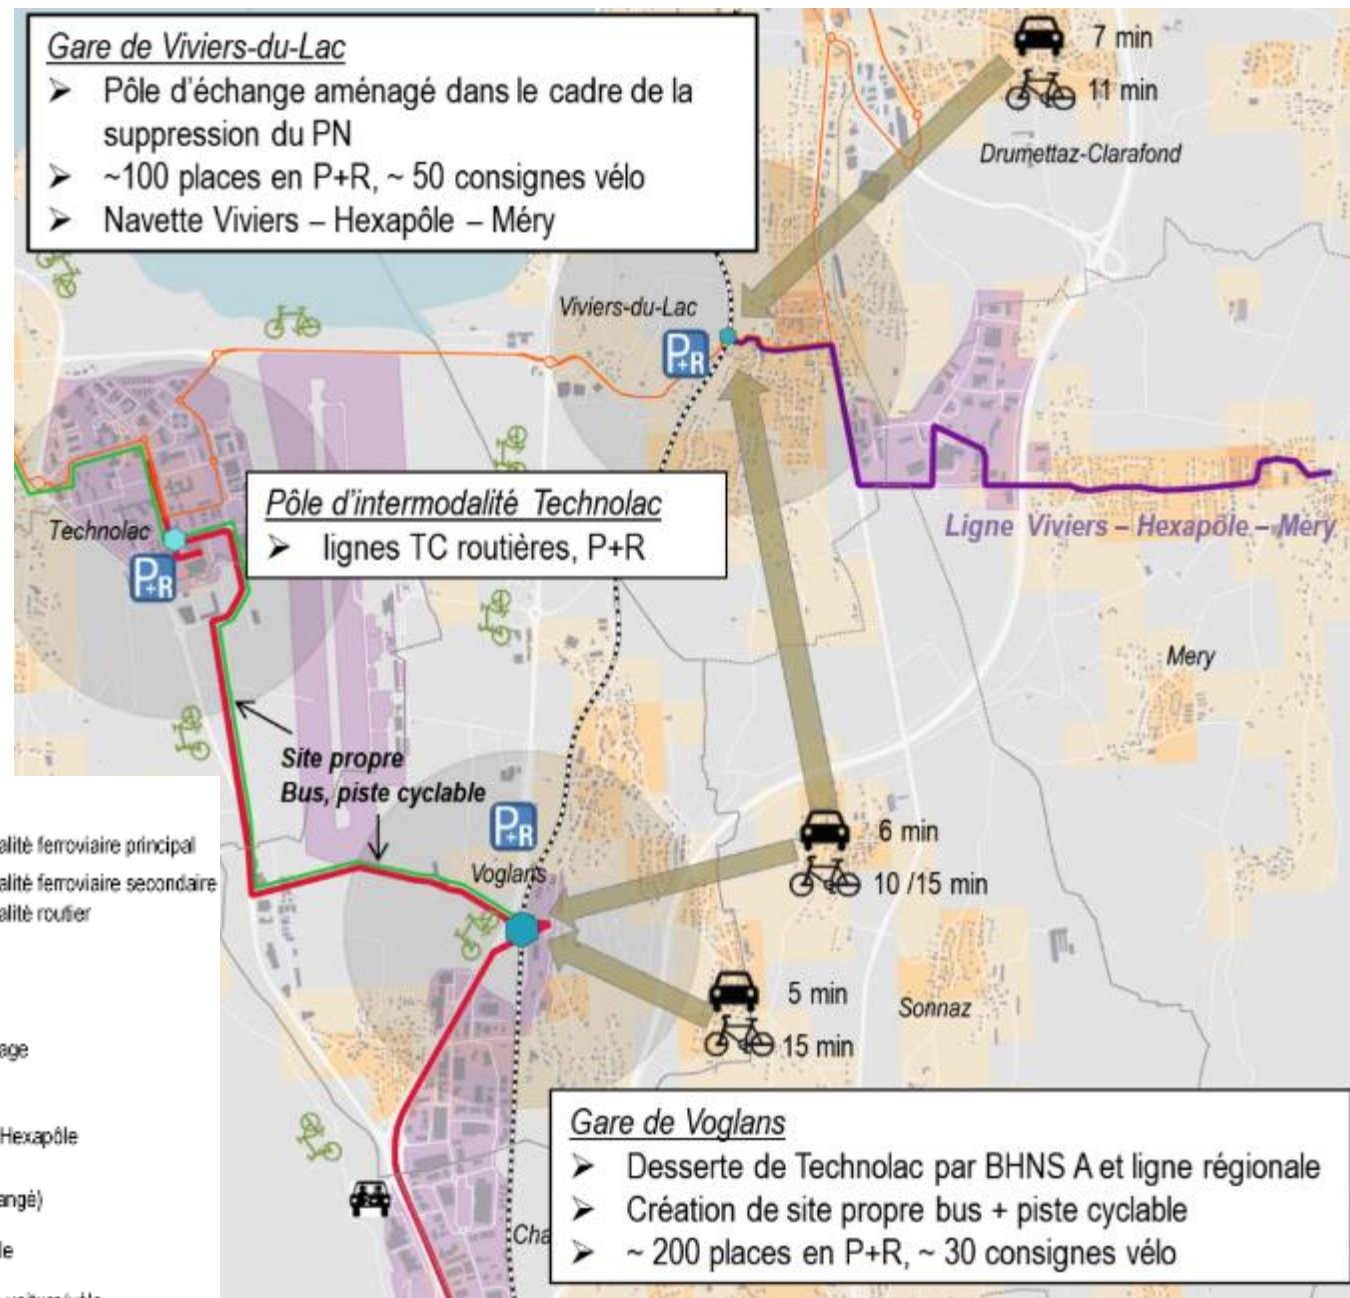 Gare de Viviers-du-Lac
➢ Pôle d'échange aménagé dans le cadre de la
suppression du PN
➢ ~100 places en P+R, ~ 50 consignes vélo
➢ Navette Viviers – Hexapôle – Méry
7 min
11 min
Drumettaz-Clarafond
Viviers-du-Lac
P+R
Pôle d'intermodalité Technolac
➢ lignes TC routières, P+R
Technolac
P+R
Ligne Viviers – Hexapôle – Méry
Mery
Site propre
Bus, piste cyclable
P+R
Voglans
6 min
10 /15 min
5 min
15 min
Sonnaz
alité ferroviaire principal
alité ferroviaire secondaire
alité routier
age
Hexapôle
angé)
le
Gare de Voglans
➢ Desserte de Technolac par BHNS A et ligne régionale
➢ Création de site propre bus + piste cyclable
➢ ~ 200 places en P+R, ~ 30 consignes vélo
Cha